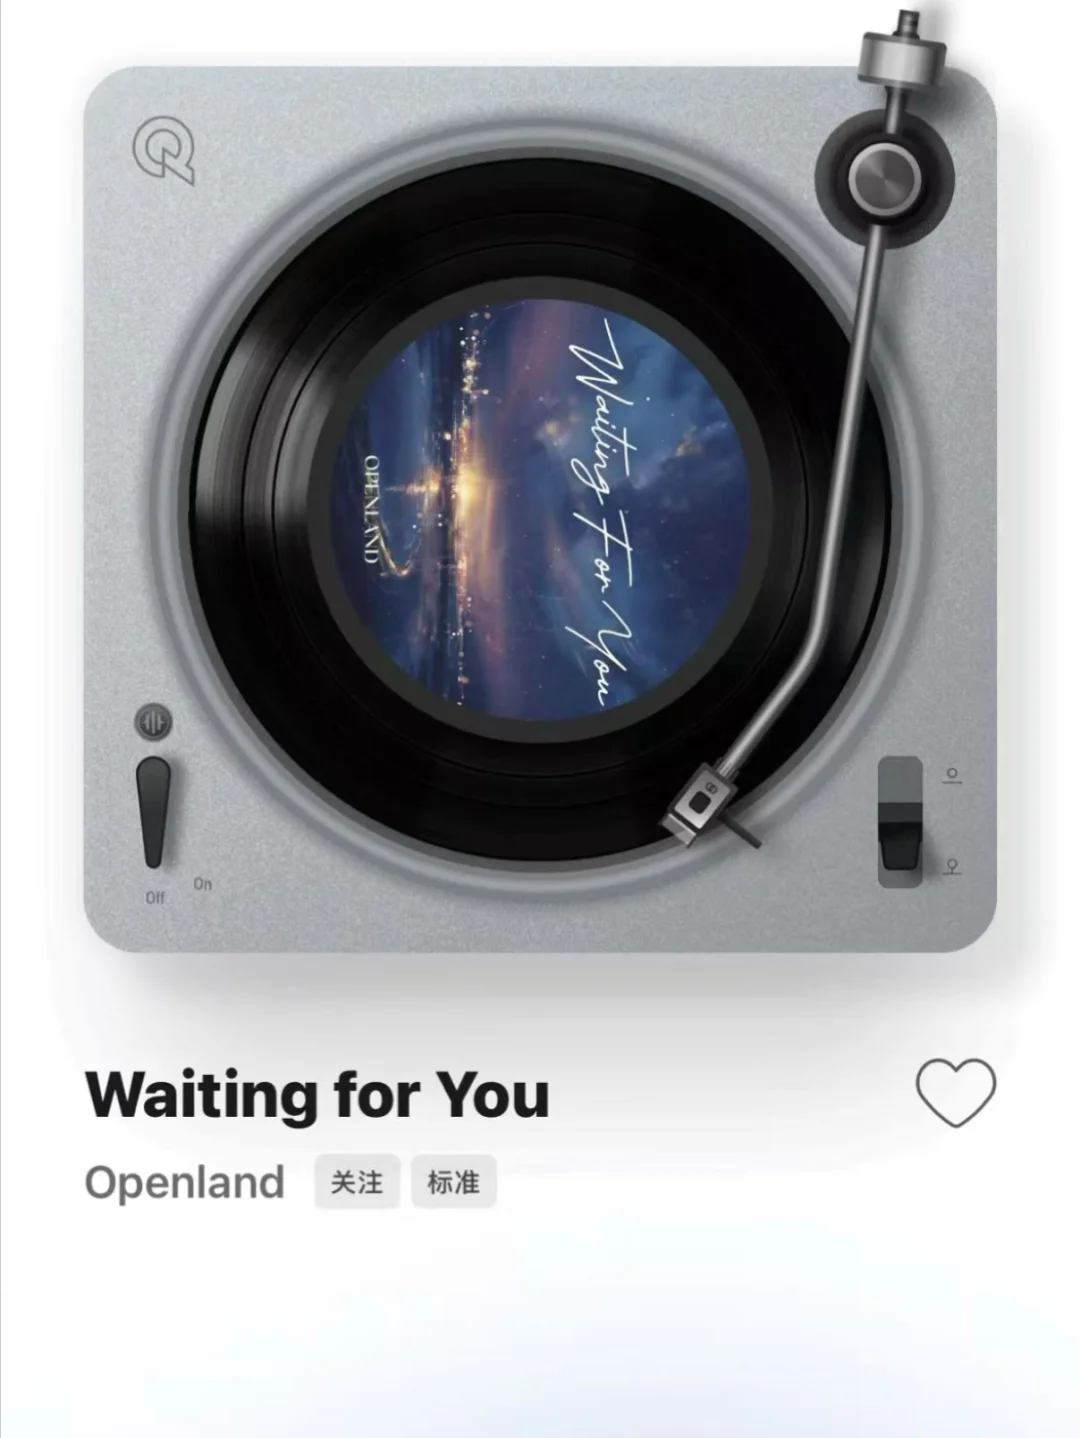 Waiting For You
OPENLAND
Off
On
Waiting for You
Openland 关注 标准